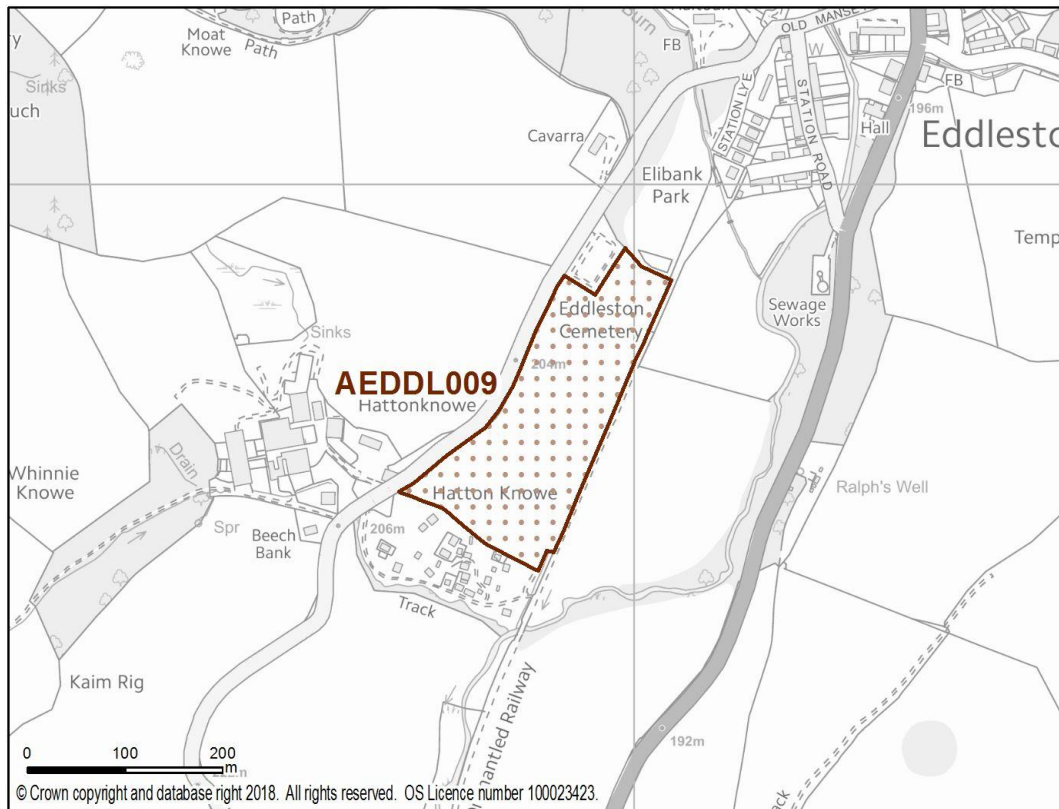 Path
Moat
Knowe
Path
Sinks
uch
Burn
FB
OLD MANSE
W
FB
STATION LYE
STATION ROAD
196m
Hall
Eddlesto
Cavarra
Elibank
Park
Temp
Sewage
Works
Eddleston
Cemetery
Sinks
204m
AEDDL009
Hattonknowe
Whinnie
Knowe
Drain
Hatton Knowe
Ralph's Well
Spr
Beech
Bank
206m
Track
Kaim Rig
mantled Railway
192m
0 100 200
m
© Crown copyright and database right 2018. All rights reserved. OS Licence number 100023423.